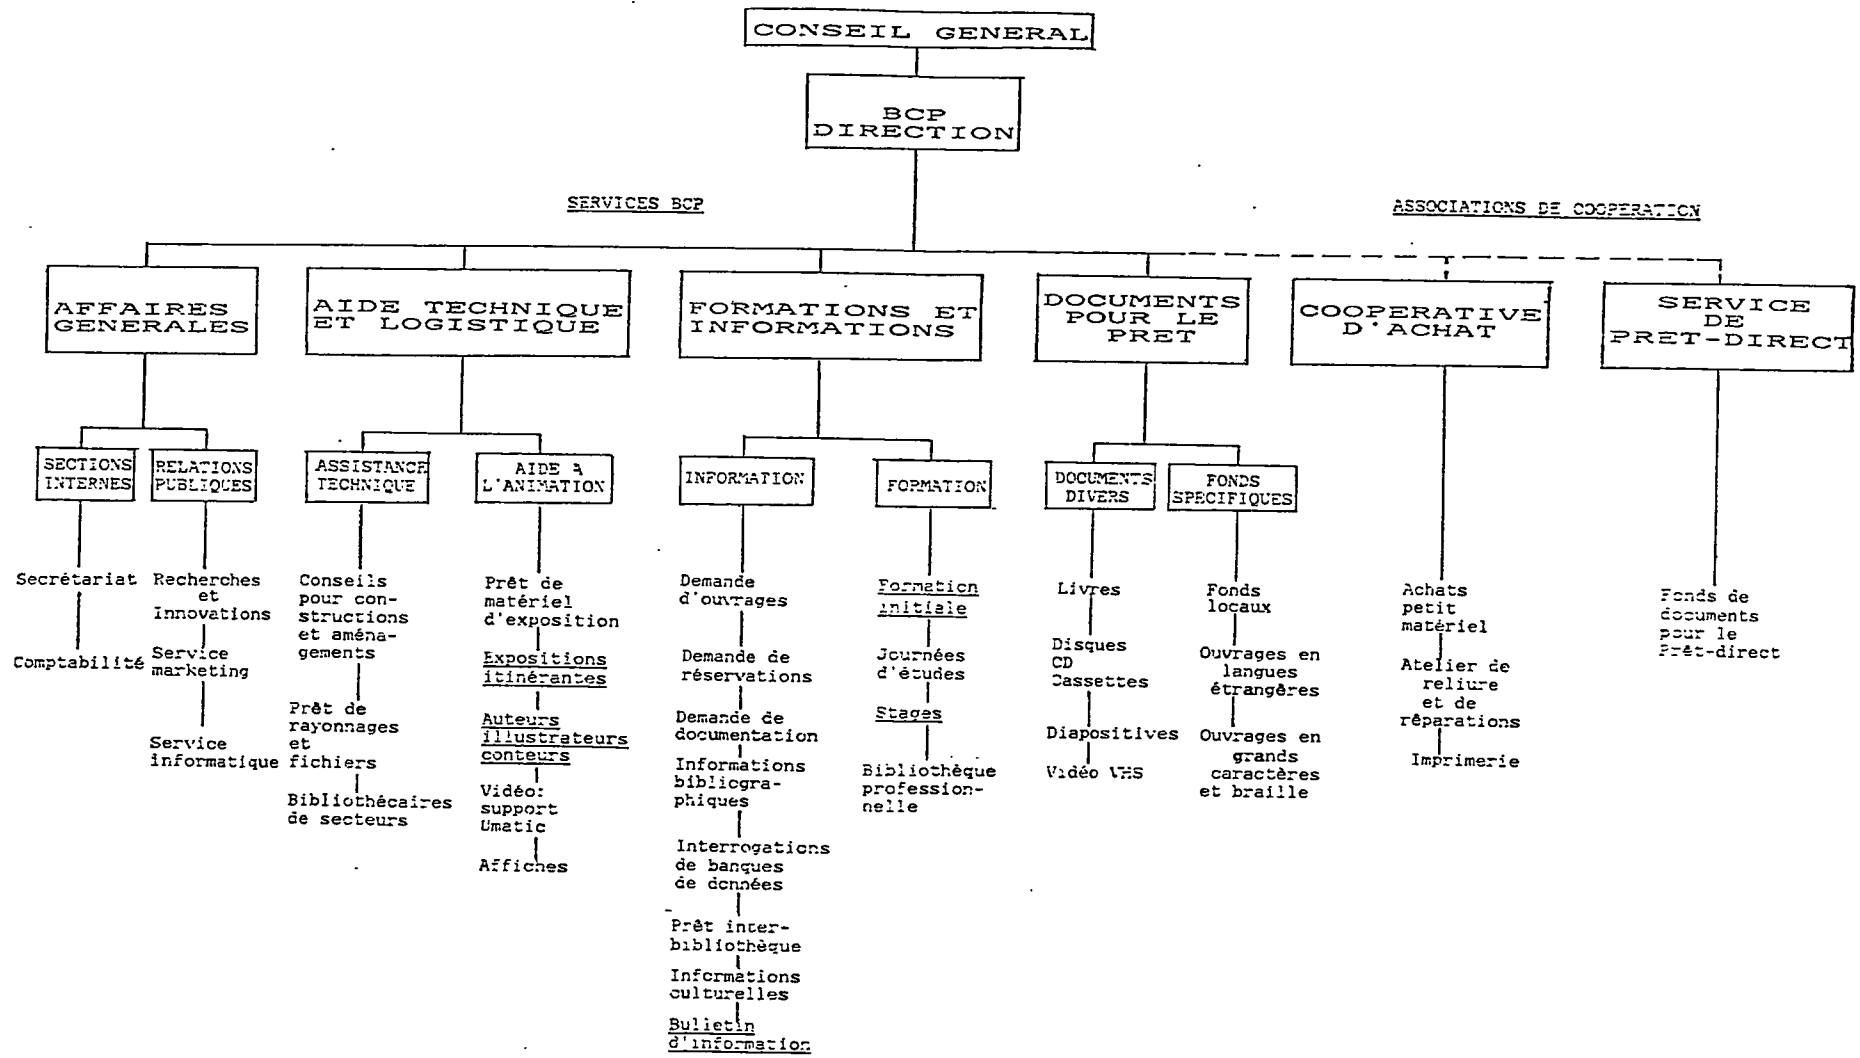 CONSEIL GENERAL
BCP
DIRECTION
SERVICES BCP
ASSOCIATIONS DE COOPERATION
AFFAIRES
GENERALES
AIDE TECHNIQUE
ET LOGISTIQUE
FORMATIONS ET
INFORMATIONS
DOCUMENTS
POUR LE
PRET
COOPERATIVE
D'ACHAT
SERVICE
DE
PRET-DIRECT
SECTIONS
INTERNES
RELATIONS
PUBLIQUES
ASSISTANCE
TECHNIQUE
AIDE A
L'ANIMATION
INFORMATION
FORMATION
DOCUMENTS
DIVERS
FONDS
SPECIFIQUES
Secrétariat
Comptabilité
Recherches
et
Innovations
Service
marketing
Service
informatique
Conseils
pour con-
structions
et aména-
gements
Prêt de
rayonnages
et
fichiers
Bibliothécaires
de secteurs
Prêt de
matériel
d'exposition
Expositions
itinérantes
Auteurs
illustrateurs
conteurs
Vidéo:
support
Umatic
Affiches
Demande
d'ouvrages
Demande de
réservations
Demande de
documentation
Informations
bibliogra-
phiques
Interrogations
de banques
de données
Prêt inter-
bibliothèque
Informations
culturelles
Bulletin
d'information
Formation
initiale
Journées
d'études
Stages
Bibliothèque
profession-
nelle
Livres
Disques
CD
Cassettes
Diapositives
Vidéo VHS
Fonds
locaux
Ouvrages en
langues
étrangères
Ouvrages en
grands
caractères
et braille
Achats
petit
matériel
Atelier de
reliure
et de
réparations
Imprimerie
Fonds de
documents
pour le
Prêt-direct